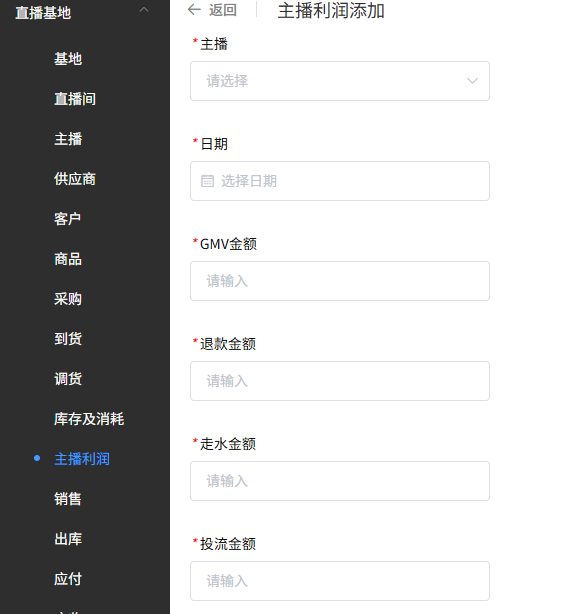 直播基地
基地
直播间
主播
供应商
客户
商品
采购
到货
调货
库存及消耗
主播利润
销售
出库
应付
返回
主播利润添加
*主播
请选择
*日期
选择日期
*GMV金额
请输入
*退款金额
请输入
*走水金额
请输入
*投流金额
请输入